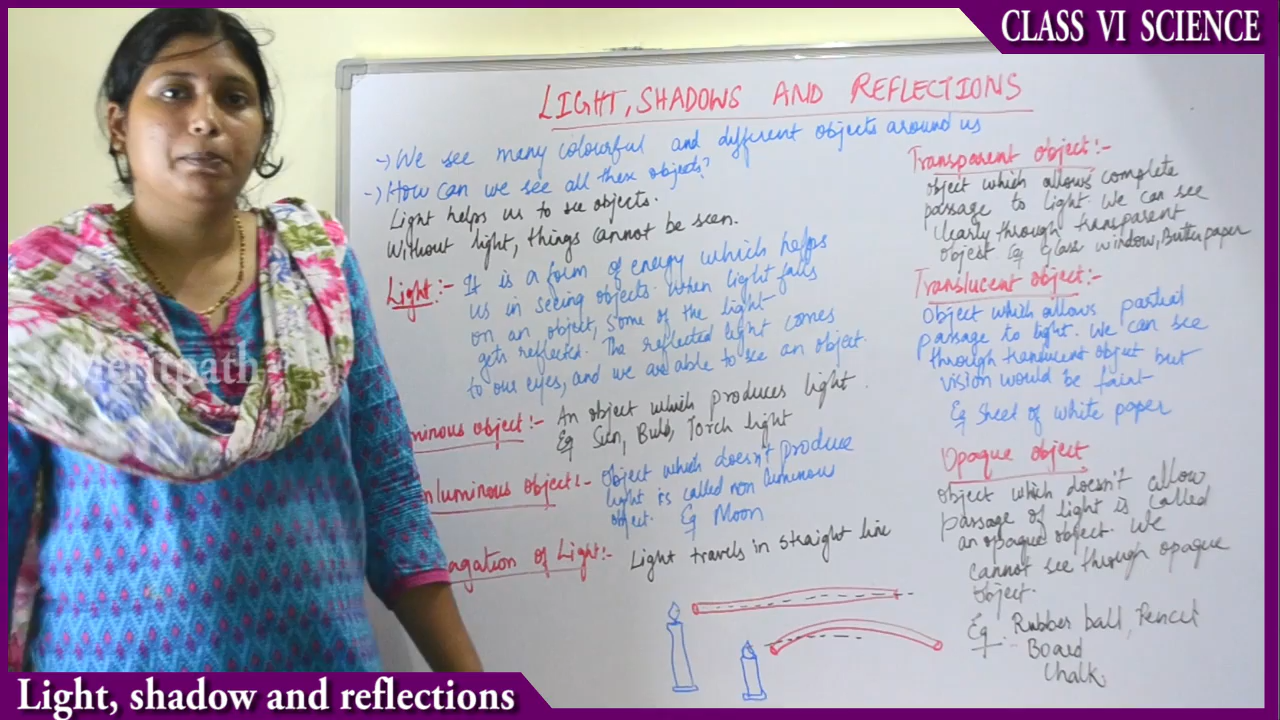 CLASS VI SCIENCE
LIGHT, SHADOWS AND REFLECTIONS
-> We see many colourful and different objects around us
-> How can we see all these objects?
Light helps us to see objects.
Without light, things cannot be seen.
Light:- It is a form of energy which helps
us in seeing objects. When light falls
on an object, some of the light
gets reflected. The reflected light comes
to our eyes, and we are able to see an object.
minous object:- An object which produces light.
Eg Sun, Bulb, Torch light
nluminous object:- Object which doesn't produce
light is called non luminous
object. Eg Moon
agation of Light:- Light travels in straight line
Transparent object:-
object which allows complete
passage to light. We can see
clearly through transparent
object Eg Glass window, Butter paper
Translucent object:-
Object which allows partial
passage to light. We can see
through translucent object but
vision would be faint
Eg Sheet of white paper
Opaque object
object which doesn't allow
passage of light is called
an opaque object. We
cannot see through opaque
object.
Eg Rubber ball, Pencil
Board
Chalk
Meritpath
Light, shadow and reflections